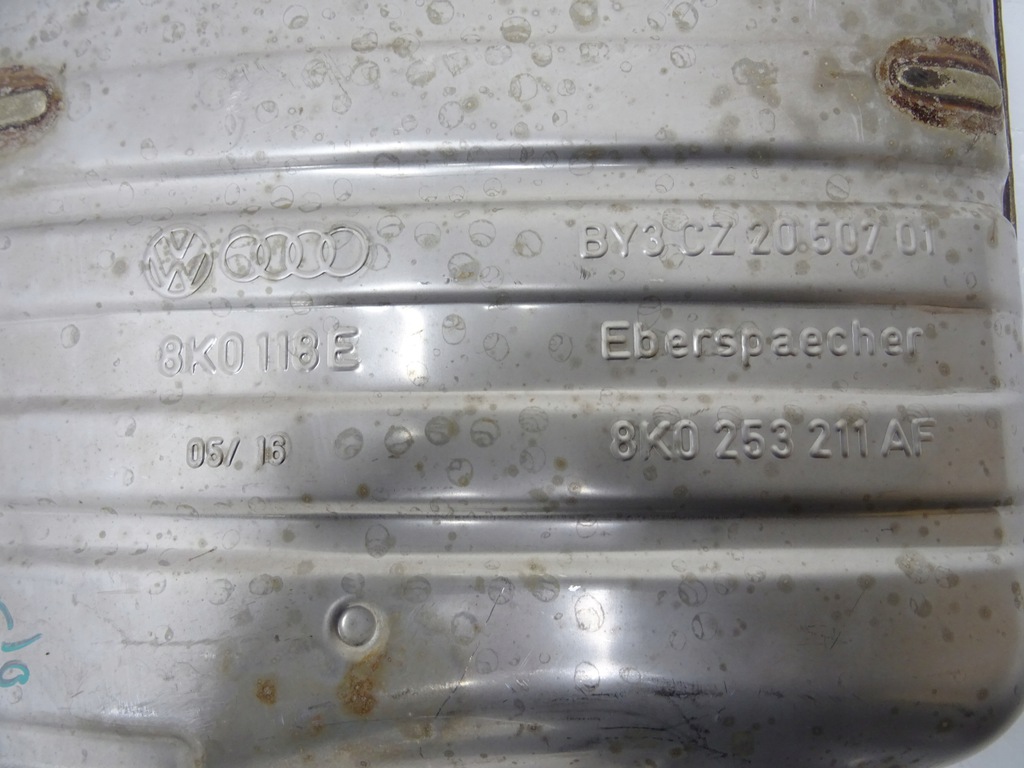 BY3 CZ 20 507 01
8K0 118 E
Eberspaecher
05/ 16
8K0 253 211 AF